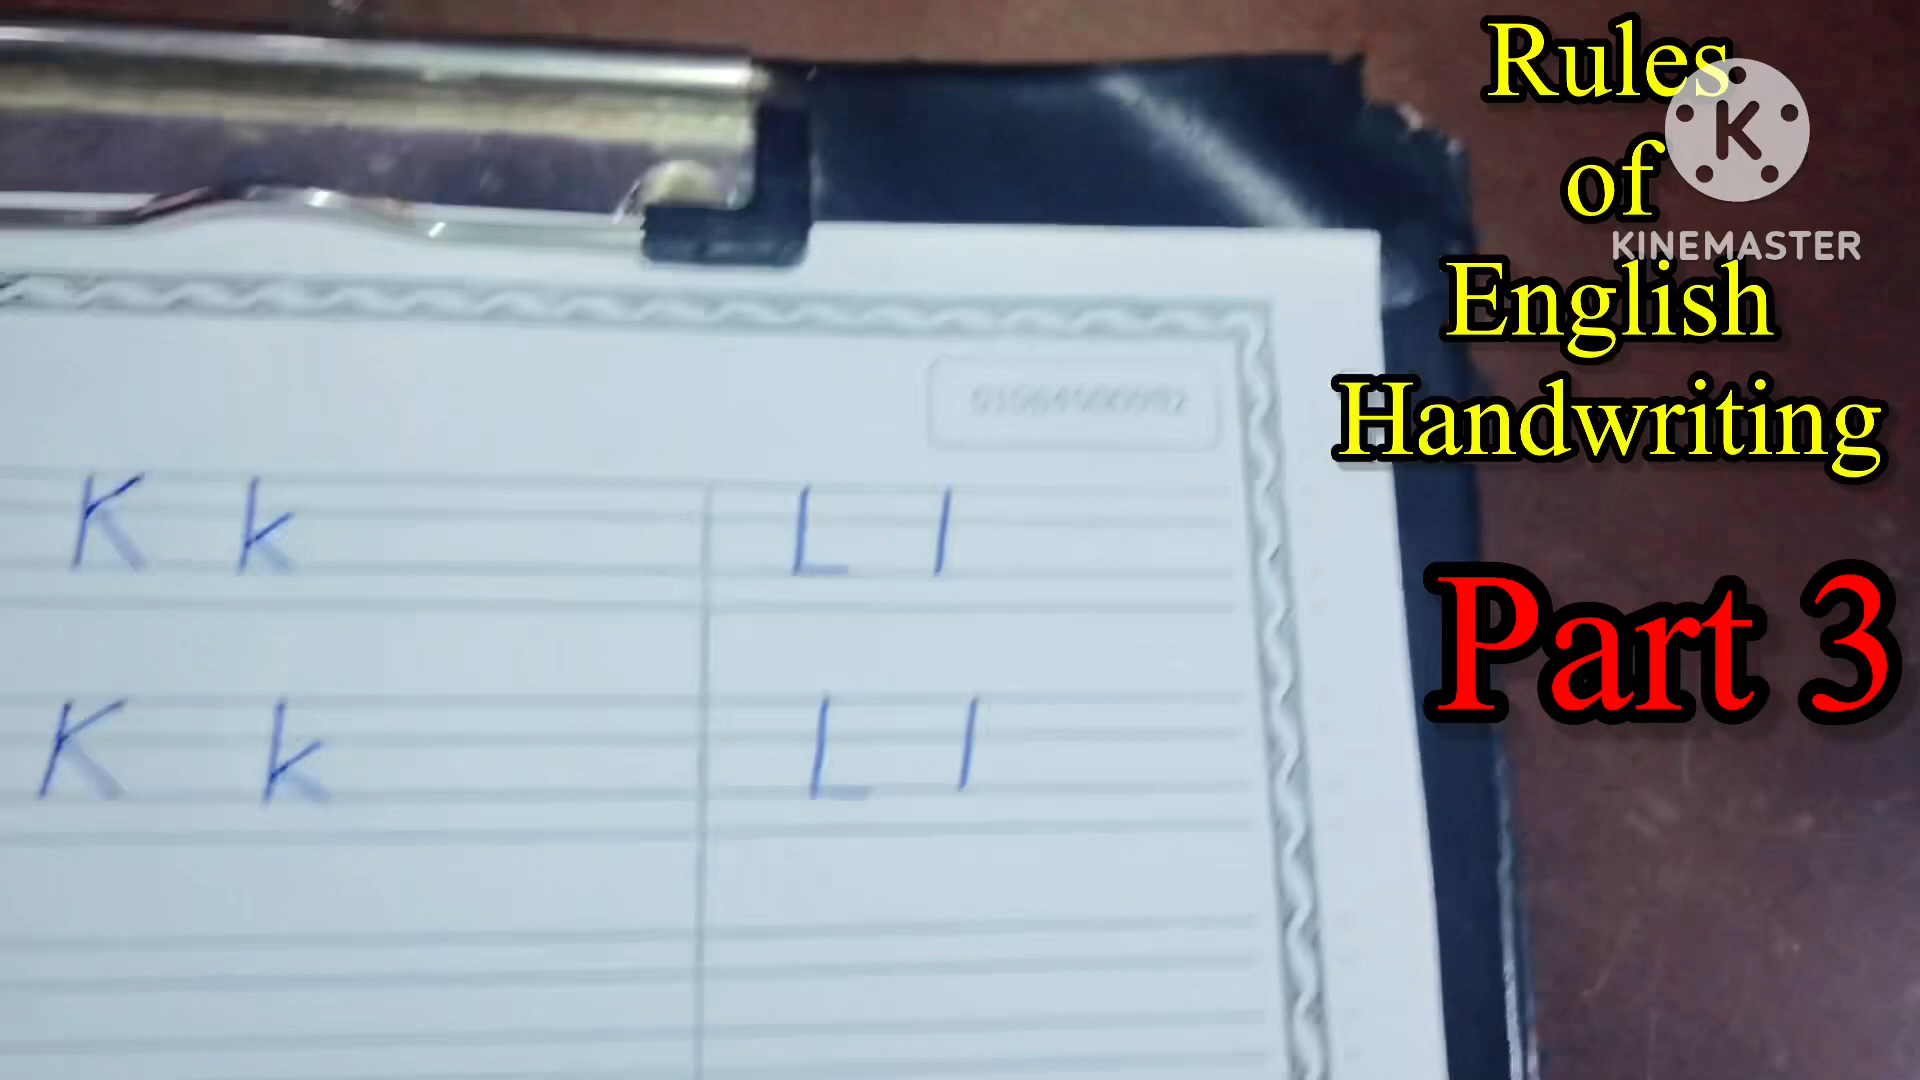 Rules
of
English
Handwriting
Part 3
K
KINEMASTER
K k L l
K k L l